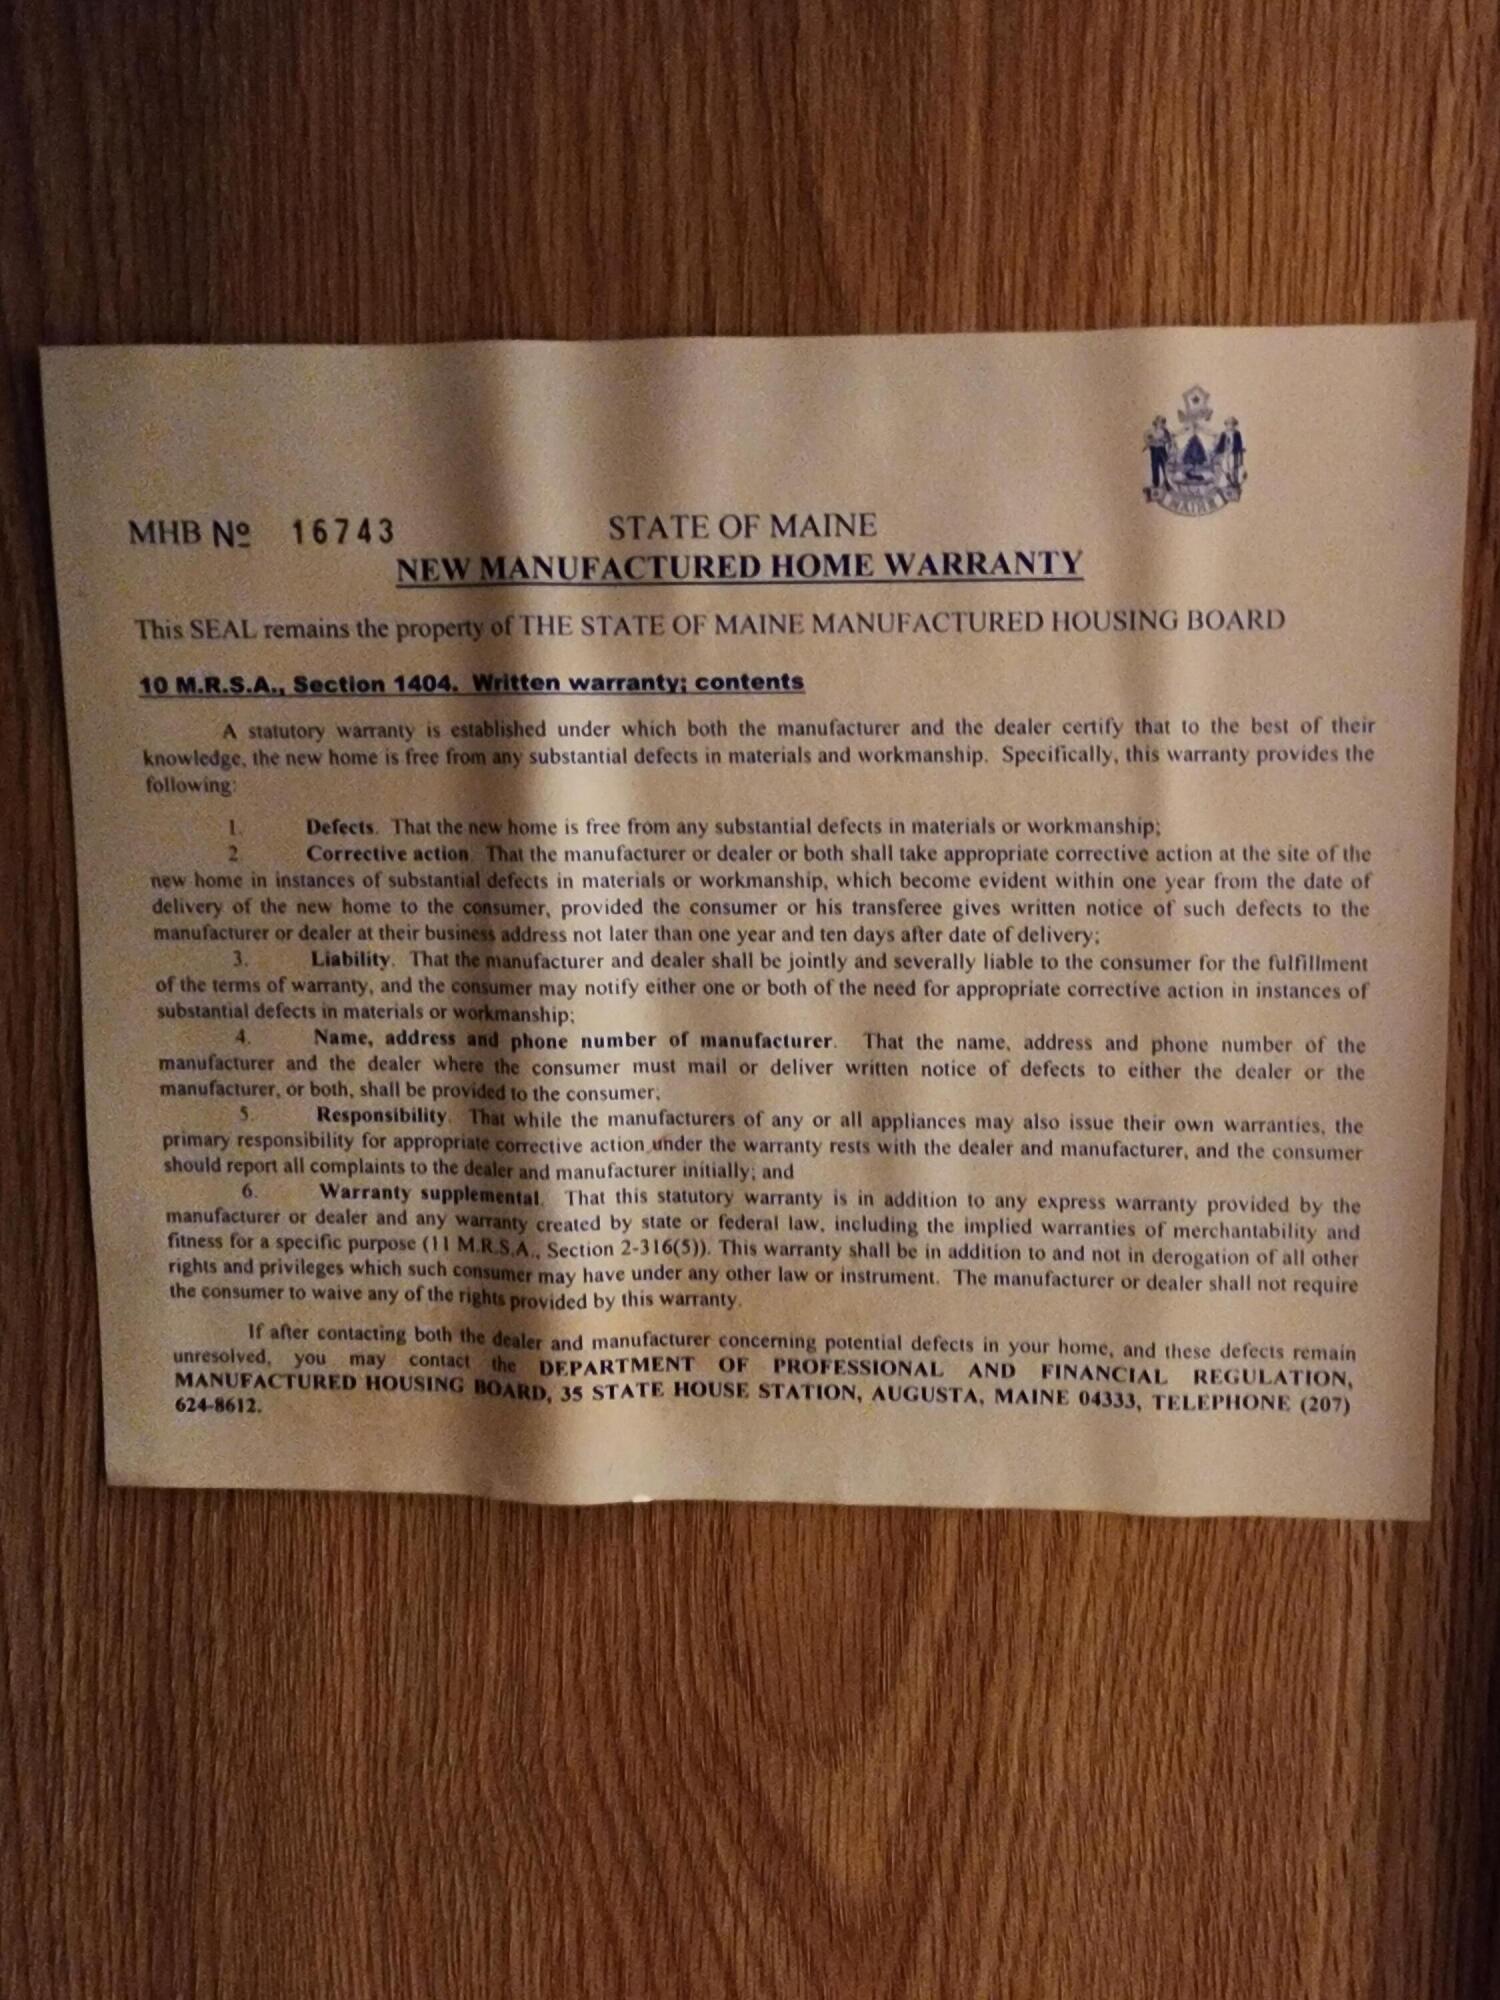 MAINE
MHB Nº 16743
STATE OF MAINE
NEW MANUFACTURED HOME WARRANTY
This SEAL remains the property of THE STATE OF MAINE MANUFACTURED HOUSING BOARD
10 M.R.S.A., Section 1404. Written warranty; contents
A statutory warranty is established under which both the manufacturer and the dealer certify that to the best of their
knowledge, the new home is free from any substantial defects in materials and workmanship. Specifically, this warranty provides the
following:
1. Defects. That the new home is free from any substantial defects in materials or workmanship;
2 Corrective action. That the manufacturer or dealer or both shall take appropriate corrective action at the site of the
new home in instances of substantial defects in materials or workmanship, which become evident within one year from the date of
delivery of the new home to the consumer, provided the consumer or his transferee gives written notice of such defects to the
manufacturer or dealer at their business address not later than one year and ten days after date of delivery;
3. Liability. That the manufacturer and dealer shall be jointly and severally liable to the consumer for the fulfillment
of the terms of warranty, and the consumer may notify either one or both of the need for appropriate corrective action in instances of
substantial defects in materials or workmanship;
4. Name, address and phone number of manufacturer. That the name, address and phone number of the
manufacturer and the dealer where the consumer must mail or deliver written notice of defects to either the dealer or the
manufacturer, or both, shall be provided to the consumer;
5. Responsibility. That while the manufacturers of any or all appliances may also issue their own warranties, the
primary responsibility for appropriate corrective action under the warranty rests with the dealer and manufacturer, and the consumer
should report all complaints to the dealer and manufacturer initially; and
6. Warranty supplemental. That this statutory warranty is in addition to any express warranty provided by the
manufacturer or dealer and any warranty created by state or federal law, including the implied warranties of merchantability and
fitness for a specific purpose (11 M.R.S.A., Section 2-316(5)). This warranty shall be in addition to and not in derogation of all other
rights and privileges which such consumer may have under any other law or instrument. The manufacturer or dealer shall not require
the consumer to waive any of the rights provided by this warranty.
If after contacting both the dealer and manufacturer concerning potential defects in your home, and these defects remain
unresolved, you may contact the DEPARTMENT OF PROFESSIONAL AND FINANCIAL REGULATION,
MANUFACTURED HOUSING BOARD, 35 STATE HOUSE STATION, AUGUSTA, MAINE 04333, TELEPHONE (207)
624-8612.